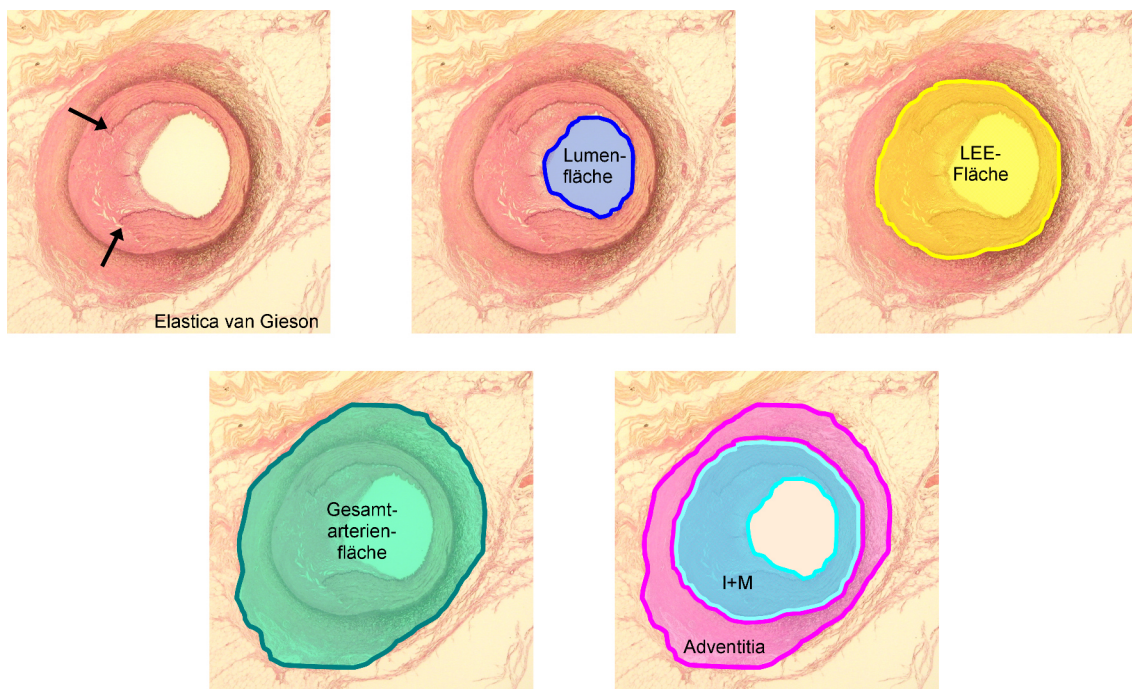 Elastica van Gieson
Lumen-
fläche
LEE-
Fläche
Gesamt-
arterien-
fläche
I+M
Adventitia